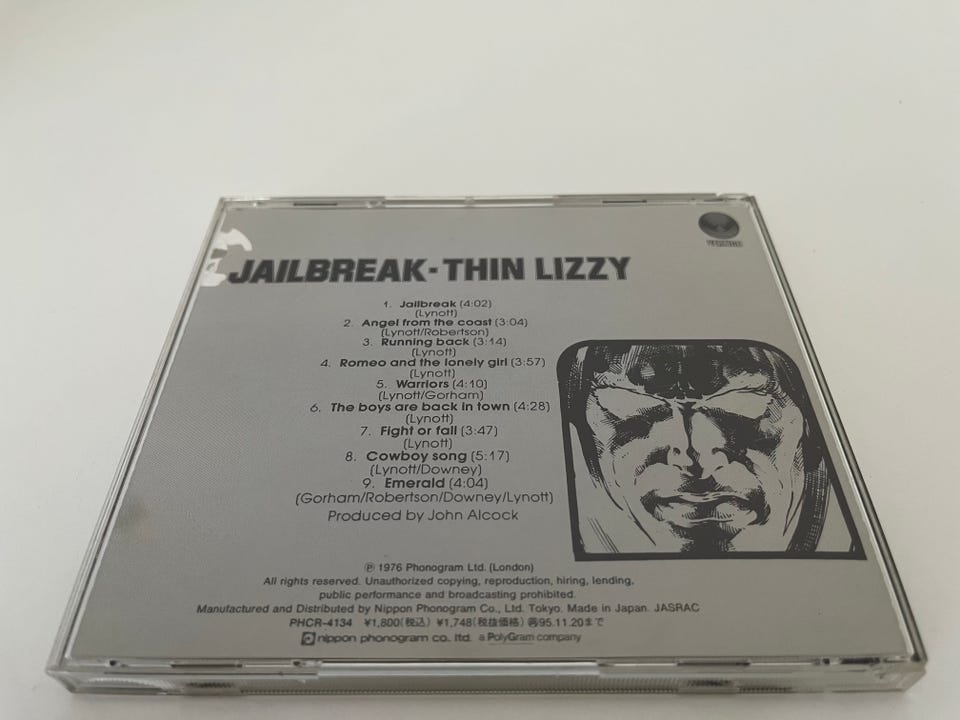 VERTIGO
JAILBREAK - THIN LIZZY
1. Jailbreak (4:02)
(Lynott)
2. Angel from the coast (3:04)
(Lynott/Robertson)
3. Running back (3:14)
(Lynott)
4. Romeo and the lonely girl (3:57)
(Lynott)
5. Warriors (4:10)
(Lynott/Gorham)
6. The boys are back in town (4:28)
(Lynott)
7. Fight or fall (3:47)
(Lynott)
8. Cowboy song (5:17)
(Lynott/Downey)
9. Emerald (4:04)
(Gorham/Robertson/Downey/Lynott)
Produced by John Alcock
℗ 1976 Phonogram Ltd. (London)
All rights reserved. Unauthorized copying, reproduction, hiring, lending,
public performance and broadcasting prohibited.
Manufactured and Distributed by Nippon Phonogram Co., Ltd. Tokyo. Made in Japan. JASRAC
PHCR-4134 ¥1,800(税込) ¥1,748(税抜価格) 95.11.20まで
nippon phonogram co. ltd. a PolyGram company